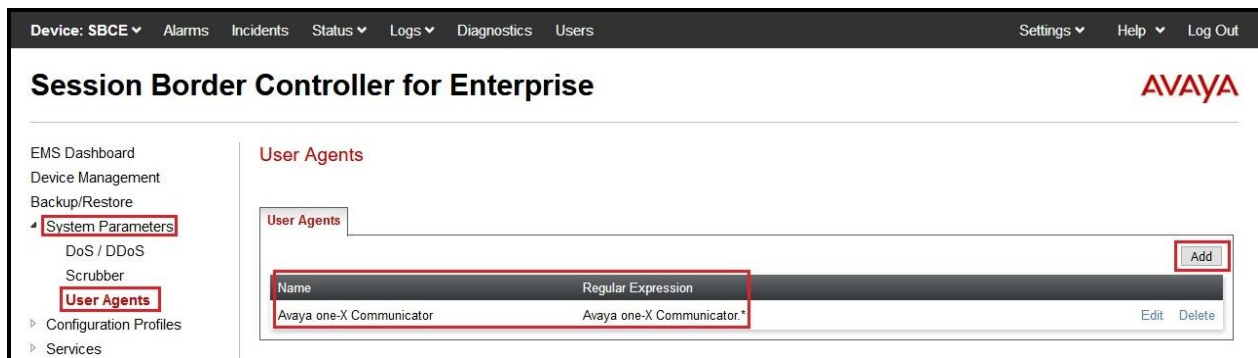 Device: SBCE Alarms Incidents Status Logs Diagnostics Users Settings Help Log Out
Session Border Controller for Enterprise
AVAYA
EMS Dashboard
Device Management
Backup/Restore
System Parameters
DoS / DDoS
Scrubber
User Agents
Configuration Profiles
Services
User Agents
User Agents
Add
Name Regular Expression
Avaya one-X Communicator Avaya one-X Communicator.* Edit Delete